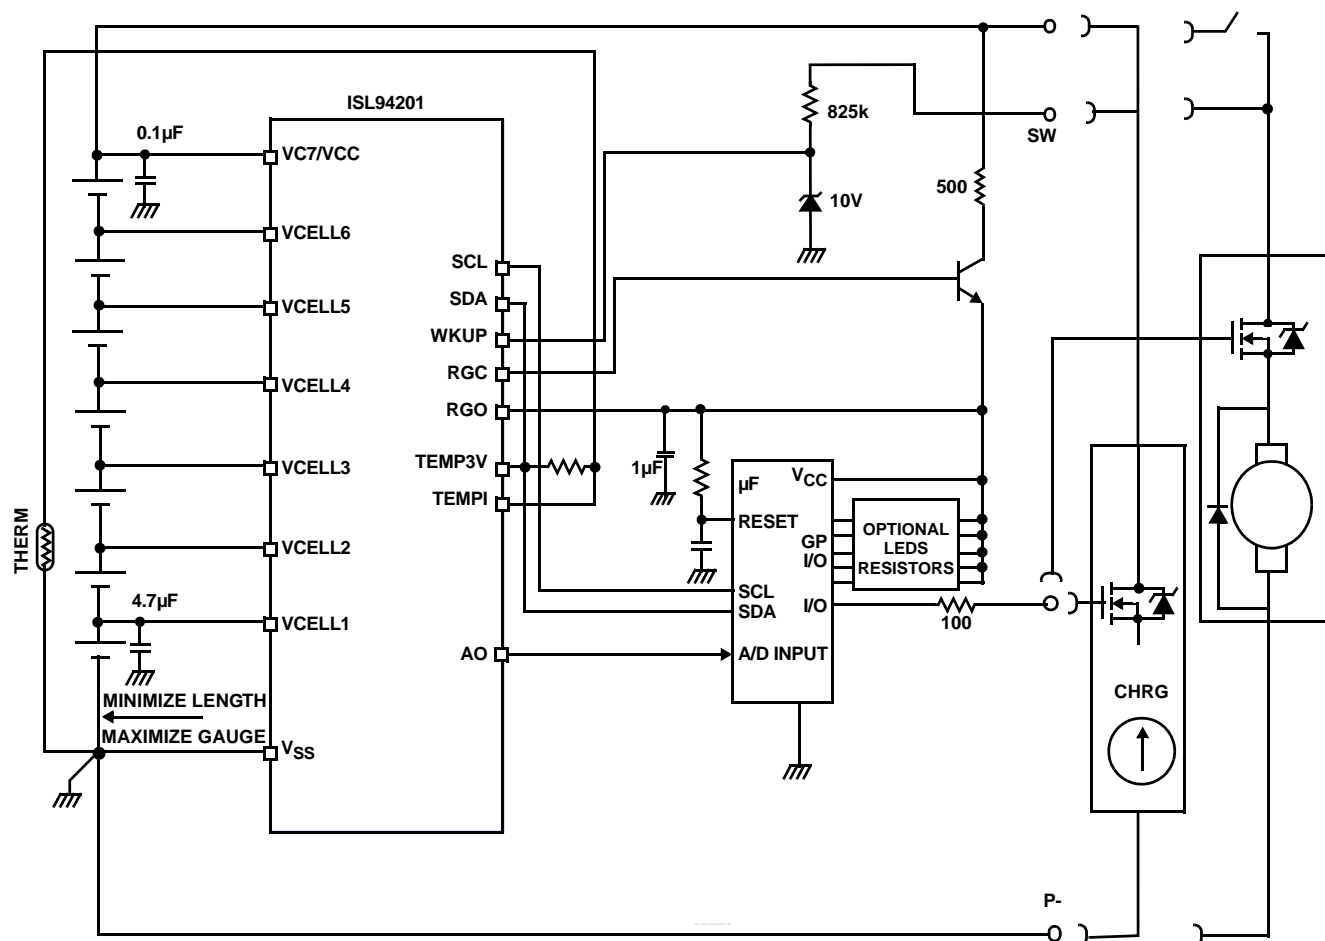 ISL94201
0.1µF
VC7/VCC
VCELL6
VCELL5
VCELL4
VCELL3
VCELL2
4.7µF
VCELL1
THERM
MINIMIZE LENGTH
MAXIMIZE GAUGE
VSS
SCL
SDA
WKUP
RGC
RGO
TEMP3V
TEMPI
AO
825k
10V
500
SW
1µF
µF
VCC
RESET
GP
I/O
SCL
SDA
I/O
A/D INPUT
OPTIONAL
LEDS
RESISTORS
100
CHRG
P-